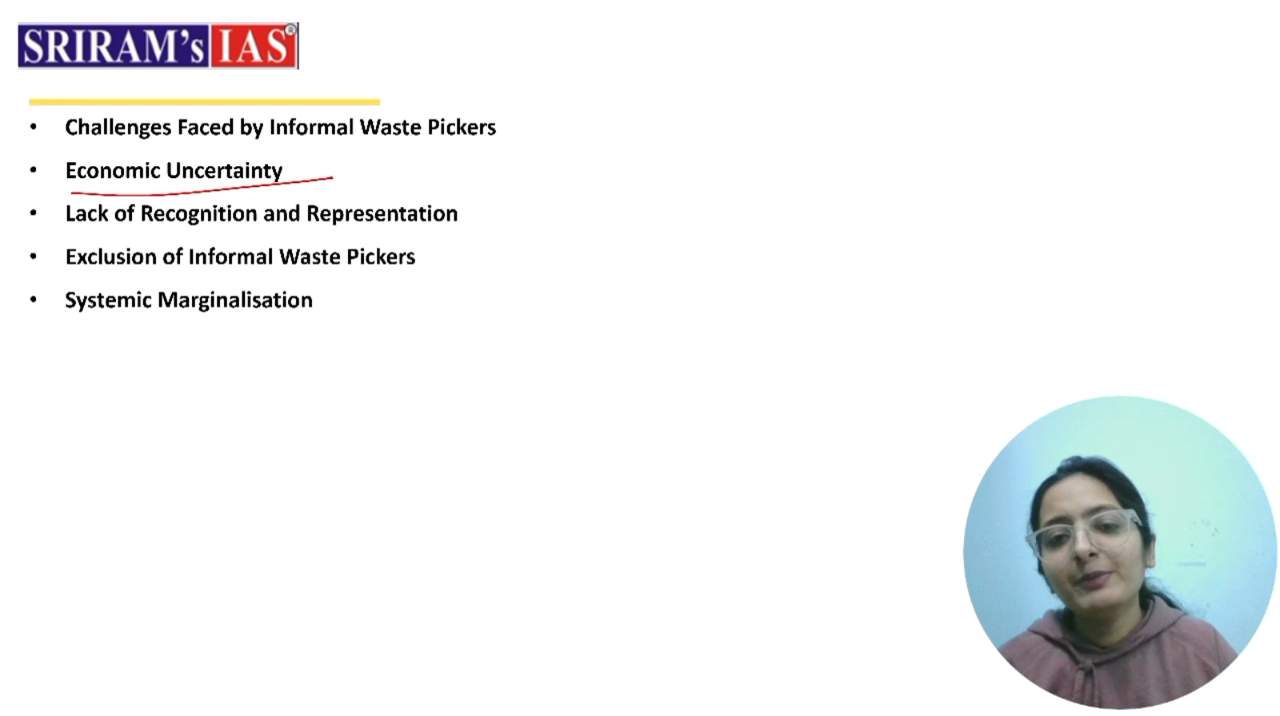 SRIRAM's IAS®
• Challenges Faced by Informal Waste Pickers
• Economic Uncertainty
• Lack of Recognition and Representation
• Exclusion of Informal Waste Pickers
• Systemic Marginalisation